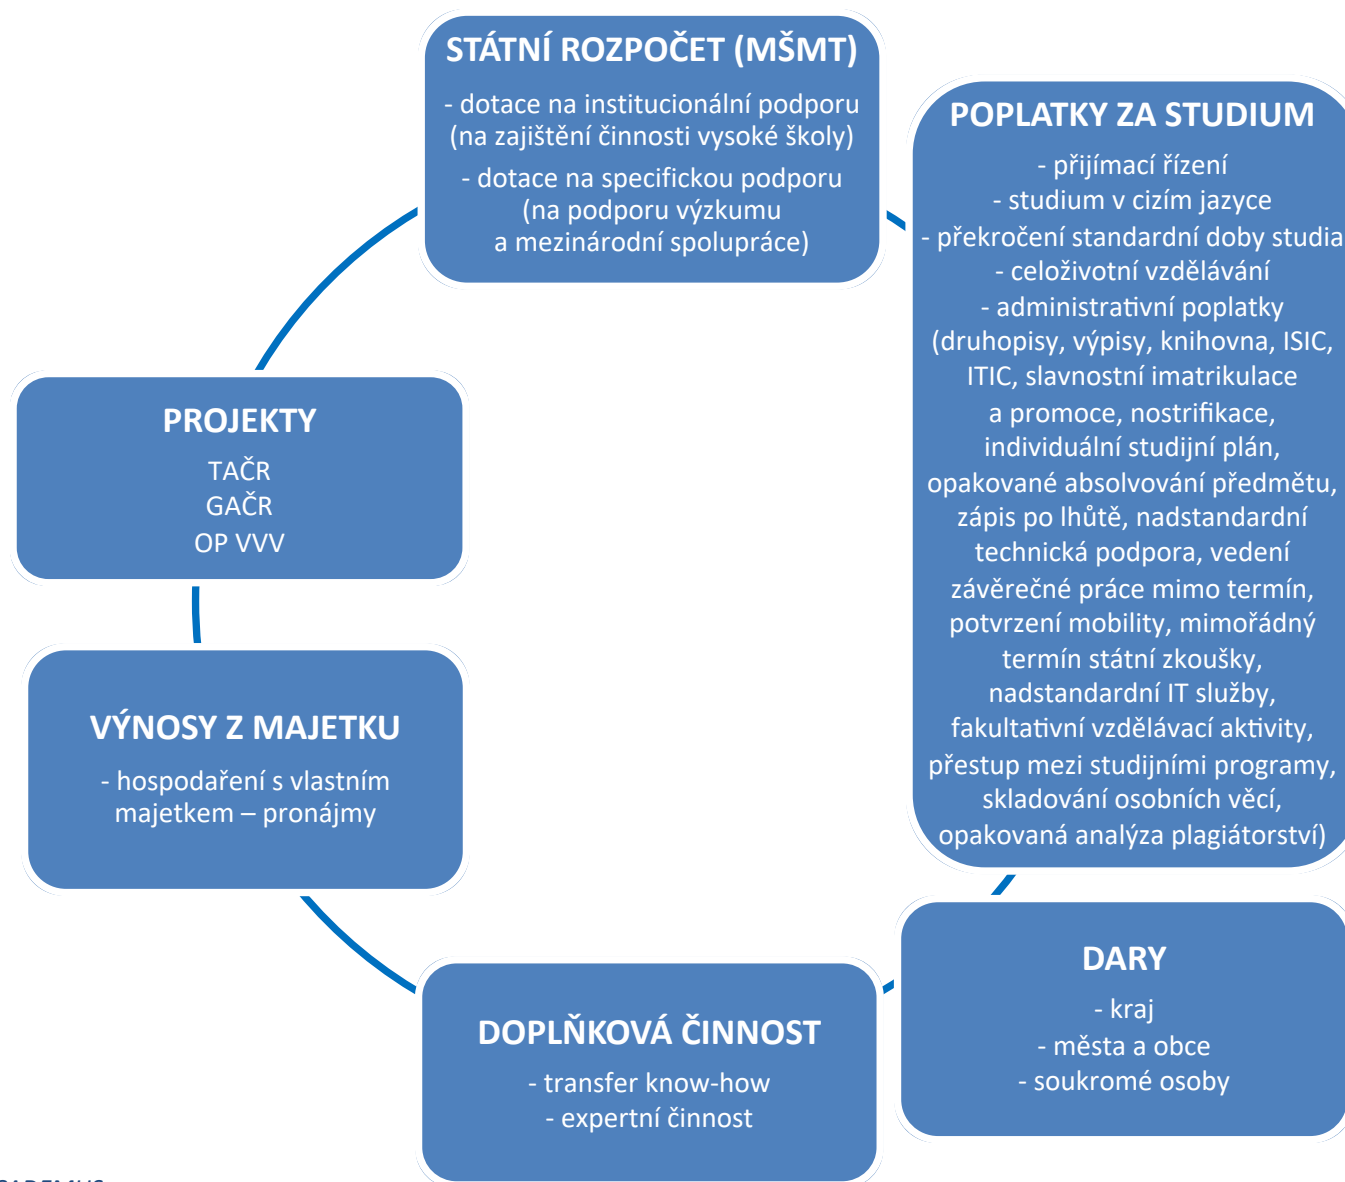 STÁTNÍ ROZPOČET (MŠMT)
- dotace na institucionální podporu
(na zajištění činnosti vysoké školy)
- dotace na specifickou podporu
(na podporu výzkumu
a mezinárodní spolupráce)
POPLATKY ZA STUDIUM
- přijímací řízení
- studium v cizím jazyce
- překročení standardní doby studia
- celoživotní vzdělávání
- administrativní poplatky
(druhopisy, výpisy, knihovna, ISIC,
ITIC, slavnostní imatrikulace
a promoce, nostrifikace,
individuální studijní plán,
opakované absolvování předmětu,
zápis po lhůtě, nadstandardní
technická podpora, vedení
závěrečné práce mimo termín,
potvrzení mobility, mimořádný
termín státní zkoušky,
nadstandardní IT služby,
fakultativní vzdělávací aktivity,
přestup mezi studijními programy,
skladování osobních věcí,
opakovaná analýza plagiátorství)
DARY
- kraj
- města a obce
- soukromé osoby
DOPLŇKOVÁ ČINNOST
- transfer know-how
- expertní činnost
VÝNOSY Z MAJETKU
- hospodaření s vlastním
majetkem – pronájmy
PROJEKTY
TAČR
GAČR
OP VVV